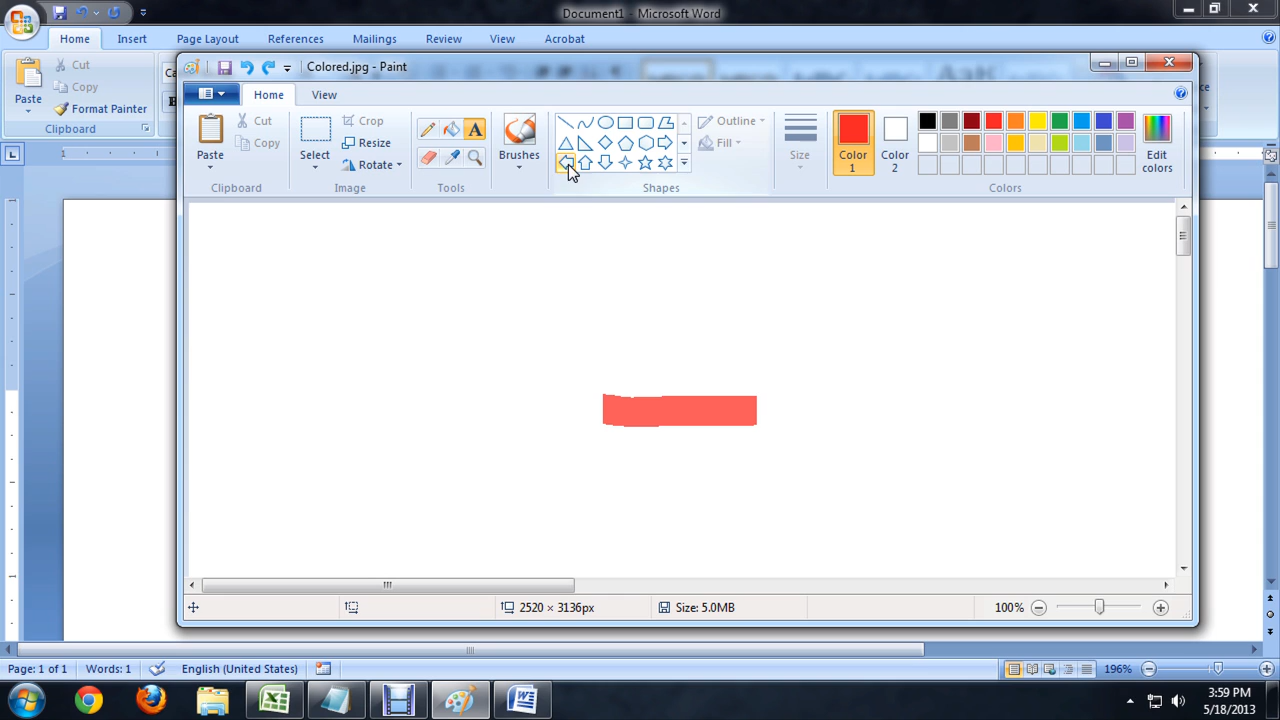 Document1 - Microsoft Word
Home Insert Page Layout References Mailings Review View Acrobat
Paste
Cut
Copy
Format Painter
Clipboard
Colored.jpg - Paint
Home View
Paste
Cut
Copy
Clipboard
Select
Crop
Resize
Rotate
Image
A
Tools
Brushes
Outline
Fill
Shapes
Size
Color 1
Color 2
Edit colors
Colors
2520 × 3136px
Size: 5.0MB
100%
Page: 1 of 1
Words: 1
English (United States)
196%
3:59 PM
5/18/2013